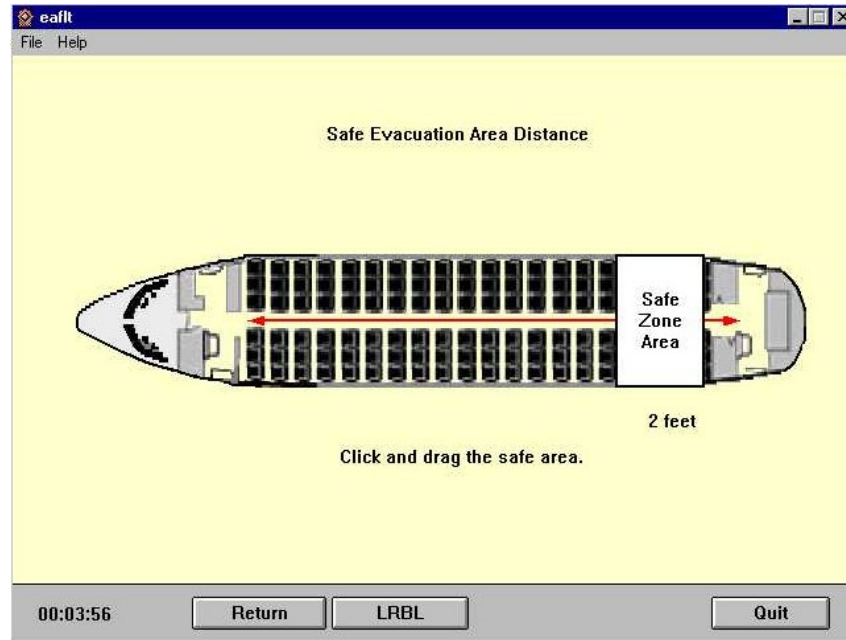 eaflt
File Help
Safe Evacuation Area Distance
Safe
Zone
Area
2 feet
Click and drag the safe area.
00:03:56 Return LRBL Quit